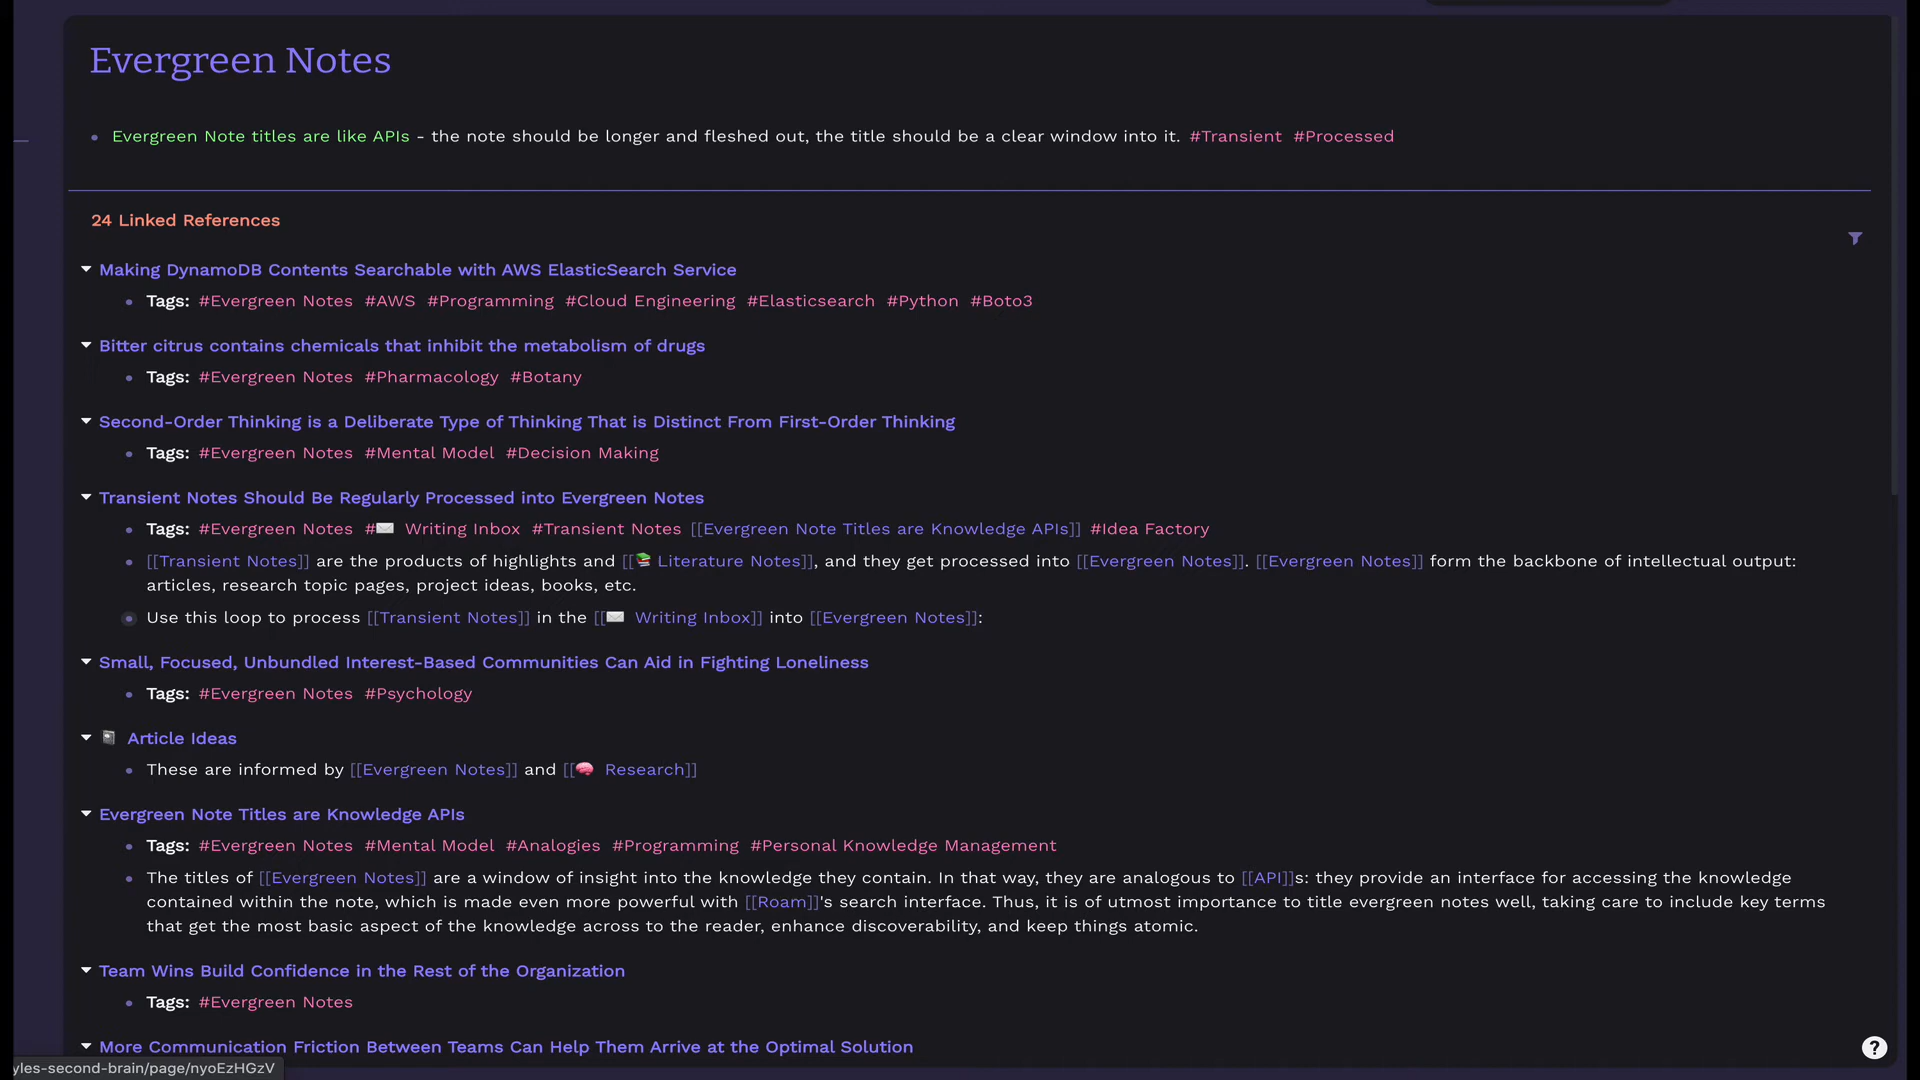 Evergreen Notes
Evergreen Note titles are like APIs - the note should be longer and fleshed out, the title should be a clear window into it. #Transient #Processed
24 Linked References
Making DynamoDB Contents Searchable with AWS ElasticSearch Service
Tags: #Evergreen Notes #AWS #Programming #Cloud Engineering #Elasticsearch #Python #Boto3
Bitter citrus contains chemicals that inhibit the metabolism of drugs
Tags: #Evergreen Notes #Pharmacology #Botany
Second-Order Thinking is a Deliberate Type of Thinking That is Distinct From First-Order Thinking
Tags: #Evergreen Notes #Mental Model #Decision Making
Transient Notes Should Be Regularly Processed into Evergreen Notes
Tags: #Evergreen Notes #✉️ Writing Inbox #Transient Notes [[Evergreen Note Titles are Knowledge APIs]] #Idea Factory
[[Transient Notes]] are the products of highlights and [[📚 Literature Notes]], and they get processed into [[Evergreen Notes]]. [[Evergreen Notes]] form the backbone of intellectual output:
articles, research topic pages, project ideas, books, etc.
Use this loop to process [[Transient Notes]] in the [[✉️ Writing Inbox]] into [[Evergreen Notes]]:
Small, Focused, Unbundled Interest-Based Communities Can Aid in Fighting Loneliness
Tags: #Evergreen Notes #Psychology
Article Ideas
These are informed by [[Evergreen Notes]] and [[🧠 Research]]
Evergreen Note Titles are Knowledge APIs
Tags: #Evergreen Notes #Mental Model #Analogies #Programming #Personal Knowledge Management
The titles of [[Evergreen Notes]] are a window of insight into the knowledge they contain. In that way, they are analogous to [[API]]s: they provide an interface for accessing the knowledge
contained within the note, which is made even more powerful with [[Roam]]'s search interface. Thus, it is of utmost importance to title evergreen notes well, taking care to include key terms
that get the most basic aspect of the knowledge across to the reader, enhance discoverability, and keep things atomic.
Team Wins Build Confidence in the Rest of the Organization
Tags: #Evergreen Notes
More Communication Friction Between Teams Can Help Them Arrive at the Optimal Solution
?
yles-second-brain/page/nyoEzHGzV